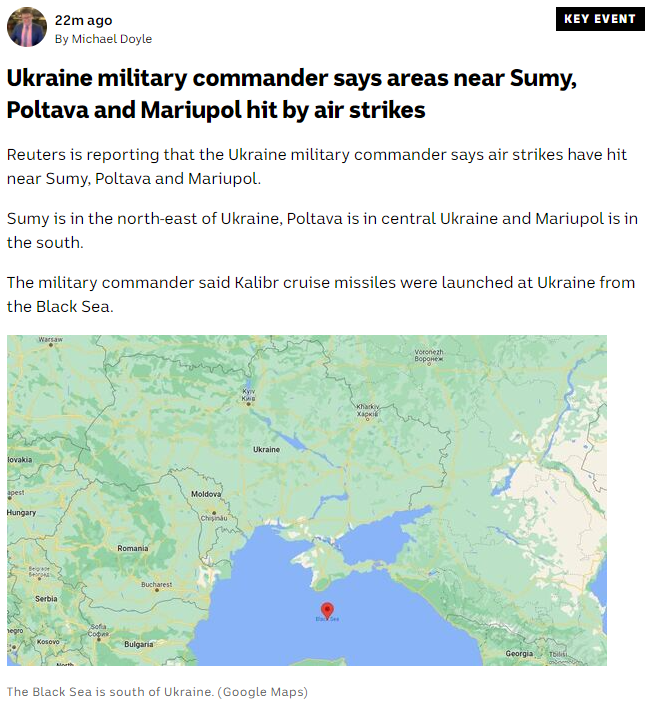 22m ago
KEY EVENT
By Michael Doyle
Ukraine military commander says areas near Sumy,
Poltava and Mariupol hit by air strikes
Reuters is reporting that the Ukraine military commander says air strikes have hit
near Sumy, Poltava and Mariupol.
Sumy is in the north-east of Ukraine, Poltava is in central Ukraine and Mariupol is in
the south.
The military commander said Kalibr cruise missiles were launched at Ukraine from
the Black Sea.
Warsaw
Voronezh
Воронеж
Kyiv
Київ
Kharkiv
Харків
Ukraine
lovakia
apest
Moldova
Hungary
Chișinău
Romania
Belgrade
Београд
Bucharest
Serbia
Black Sea
Sofia
София
negro
Kosovo
Bulgaria
Georgia
Tbilisi
North
The Black Sea is south of Ukraine. (Google Maps)